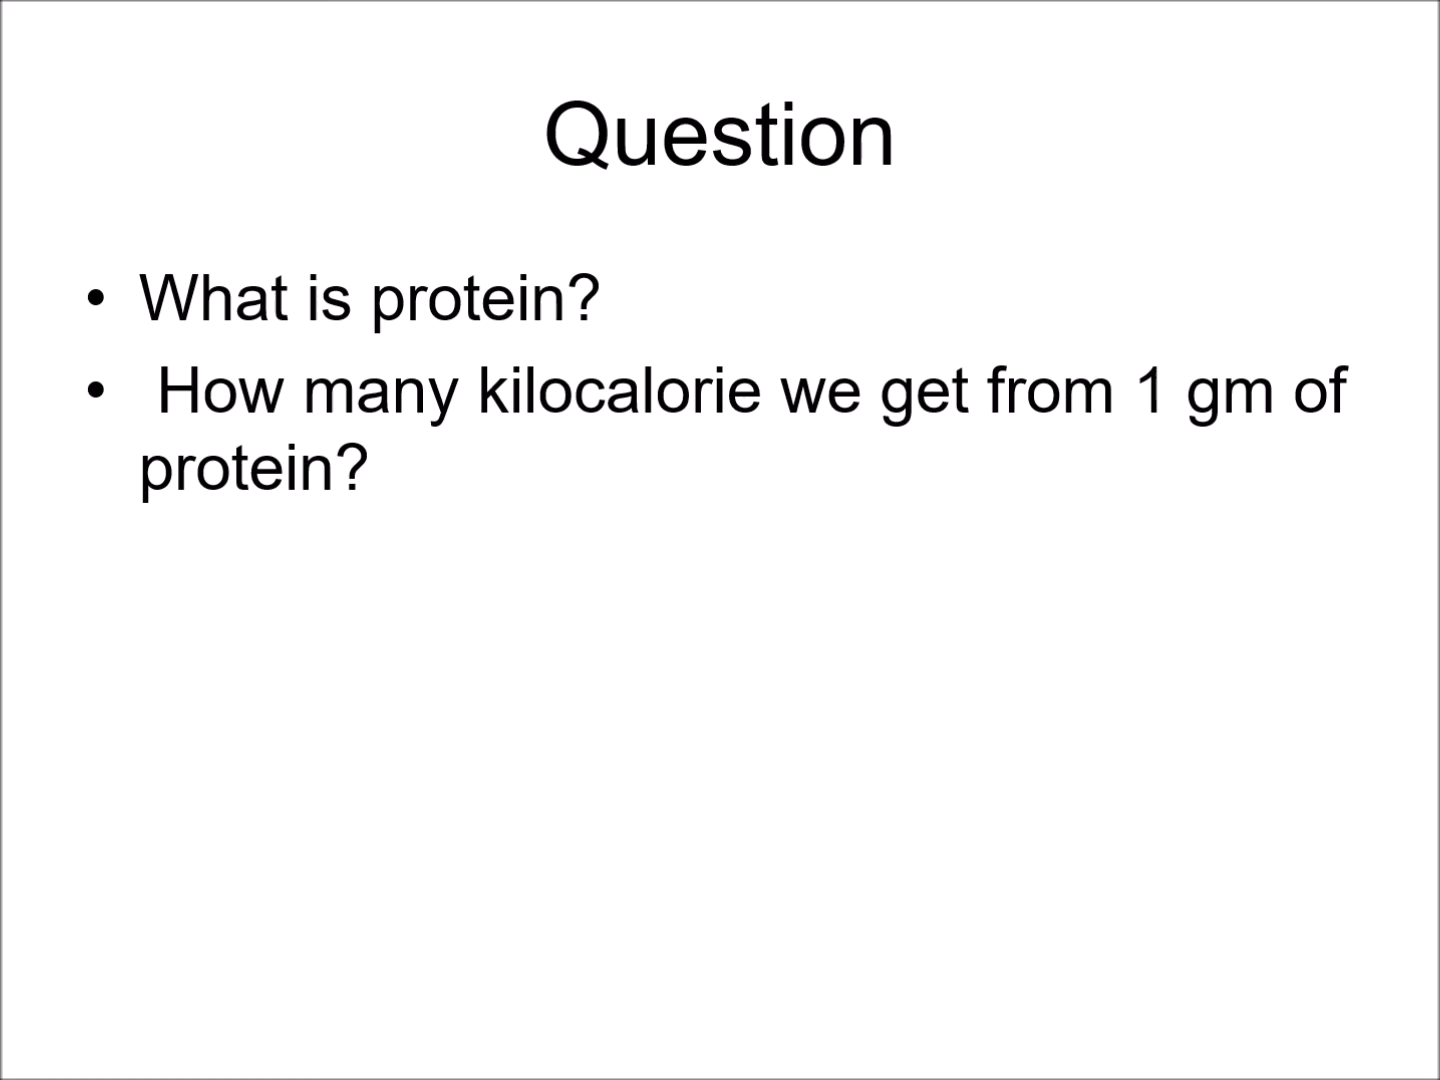 Question
• What is protein?
• How many kilocalorie we get from 1 gm of
protein?